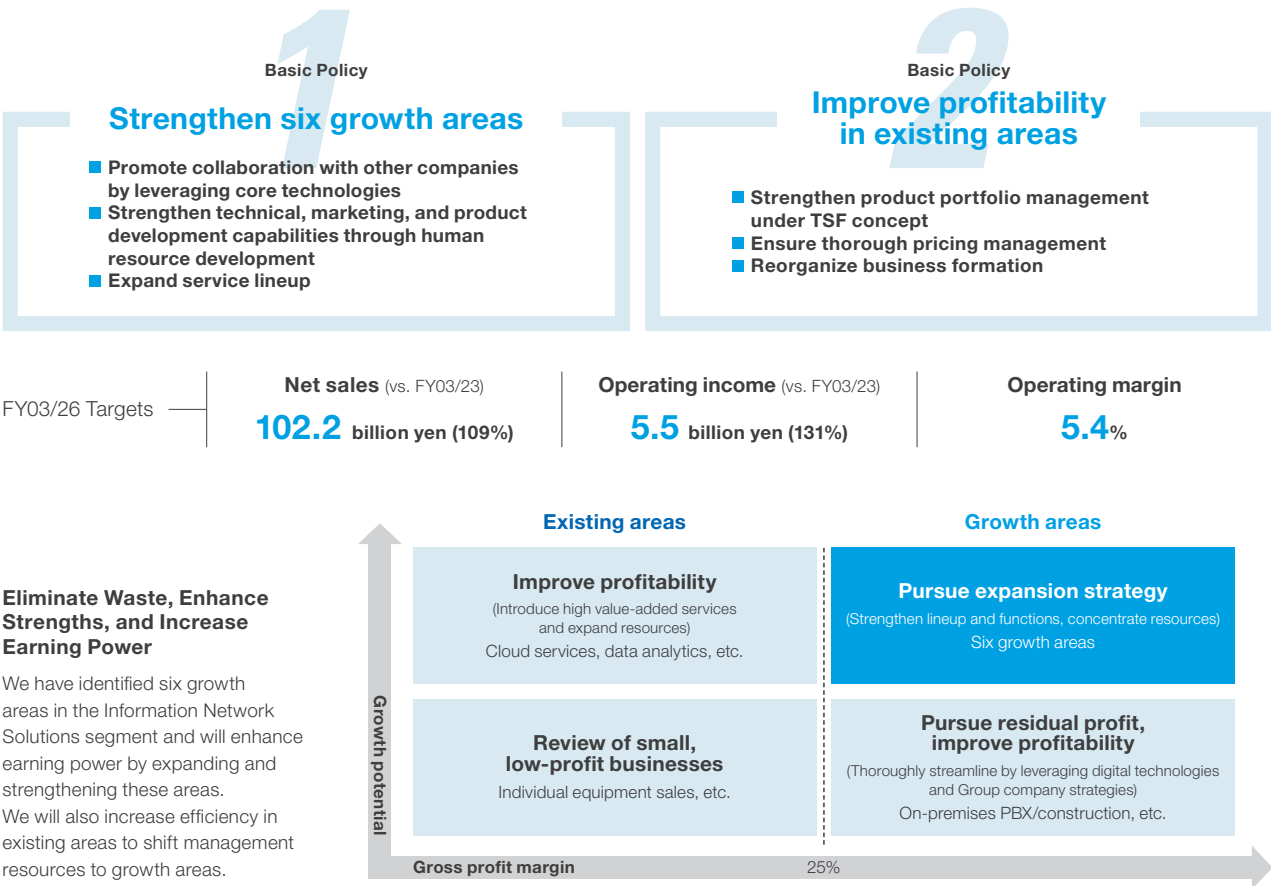 1
Basic Policy
Strengthen six growth areas
Promote collaboration with other companies
by leveraging core technologies
Strengthen technical, marketing, and product
development capabilities through human
resource development
Expand service lineup
2
Basic Policy
Improve profitability
in existing areas
Strengthen product portfolio management
under TSF concept
Ensure thorough pricing management
Reorganize business formation
FY03/26 Targets
Net sales (vs. FY03/23)
102.2 billion yen (109%)
Operating income (vs. FY03/23)
5.5 billion yen (131%)
Operating margin
5.4%
Eliminate Waste, Enhance
Strengths, and Increase
Earning Power
We have identified six growth
areas in the Information Network
Solutions segment and will enhance
earning power by expanding and
strengthening these areas.
We will also increase efficiency in
existing areas to shift management
resources to growth areas.
Existing areas
Growth areas
Growth potential
Improve profitability
(Introduce high value-added services
and expand resources)
Cloud services, data analytics, etc.
Pursue expansion strategy
(Strengthen lineup and functions, concentrate resources)
Six growth areas
Review of small,
low-profit businesses
Individual equipment sales, etc.
Pursue residual profit,
improve profitability
(Thoroughly streamline by leveraging digital technologies
and Group company strategies)
On-premises PBX/construction, etc.
Gross profit margin
25%